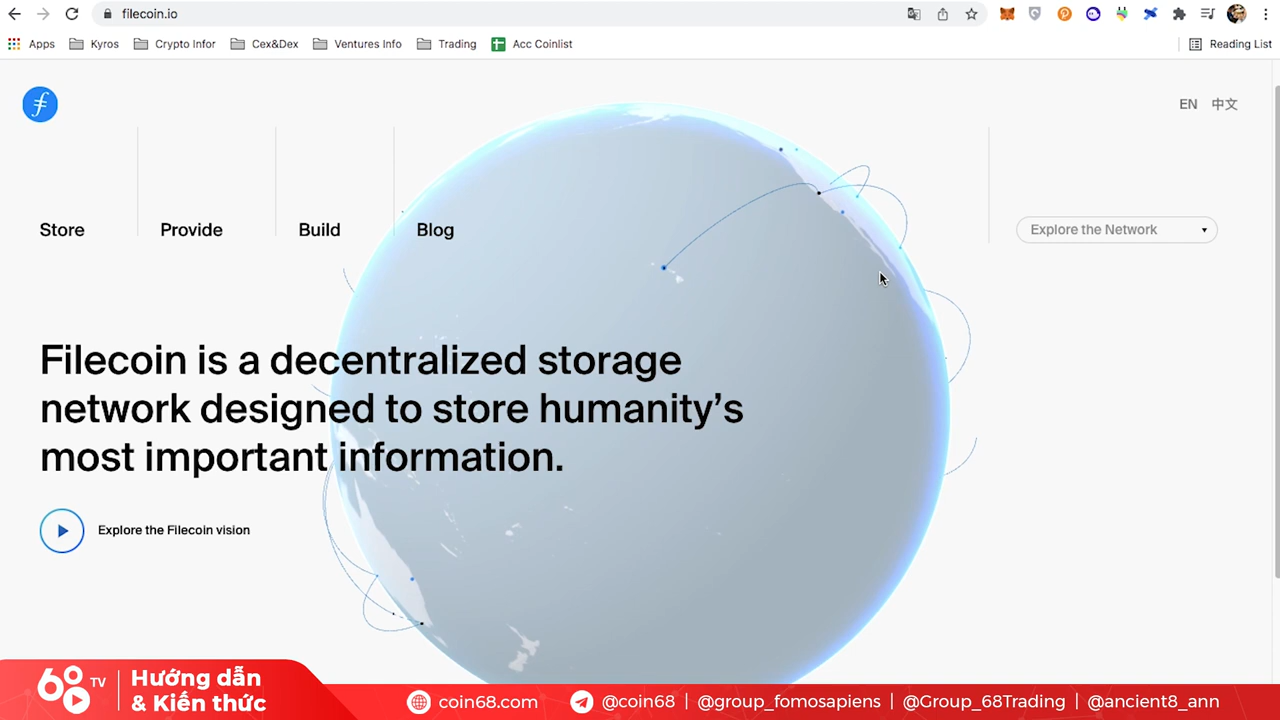 filecoin.io
Apps Kyros Crypto Infor Cex&Dex Ventures Info Trading Acc Coinlist Reading List
EN 中文
Store Provide Build Blog Explore the Network
Filecoin is a decentralized storage
network designed to store humanity's
most important information.
Explore the Filecoin vision
68 TV
Hướng dẫn
& Kiến thức
coin68.com @coin68 | @group_fomosapiens | @Group_68Trading | @ancient8_ann